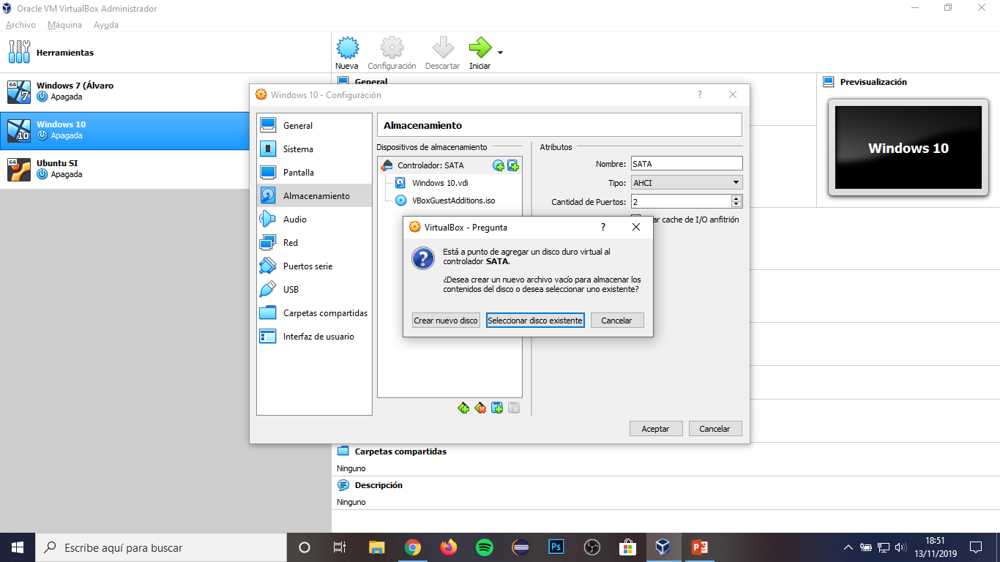 Oracle VM VirtualBox Administrador
Archivo Máquina Ayuda
Herramientas
Nueva Configuración Descartar Iniciar
64 7 Windows 7 (Álvaro
Apagada
10 Windows 10
Apagada
64 Ubuntu SI
Apagada
General
Previsualización
Windows 10
Windows 10 - Configuración ?
General
Sistema
Pantalla
Almacenamiento
Audio
Red
Puertos serie
USB
Carpetas compartidas
Interfaz de usuario
Almacenamiento
Dispositivos de almacenamiento
Controlador: SATA
Windows 10.vdi
VBoxGuestAdditions.iso
Atributos
Nombre: SATA
Tipo: AHCI
Cantidad de Puertos: 2
ar cache de I/O anfitrión
VirtualBox - Pregunta ?
Está a punto de agregar un disco duro virtual al
controlador SATA.
¿Desea crear un nuevo archivo vacío para almacenar los
contenidos del disco o desea seleccionar uno existente?
Crear nuevo disco Seleccionar disco existente Cancelar
Aceptar Cancelar
Carpetas compartidas
Ninguno
Descripción
Ninguno
Escribe aquí para buscar
Ps
18:51
13/11/2019